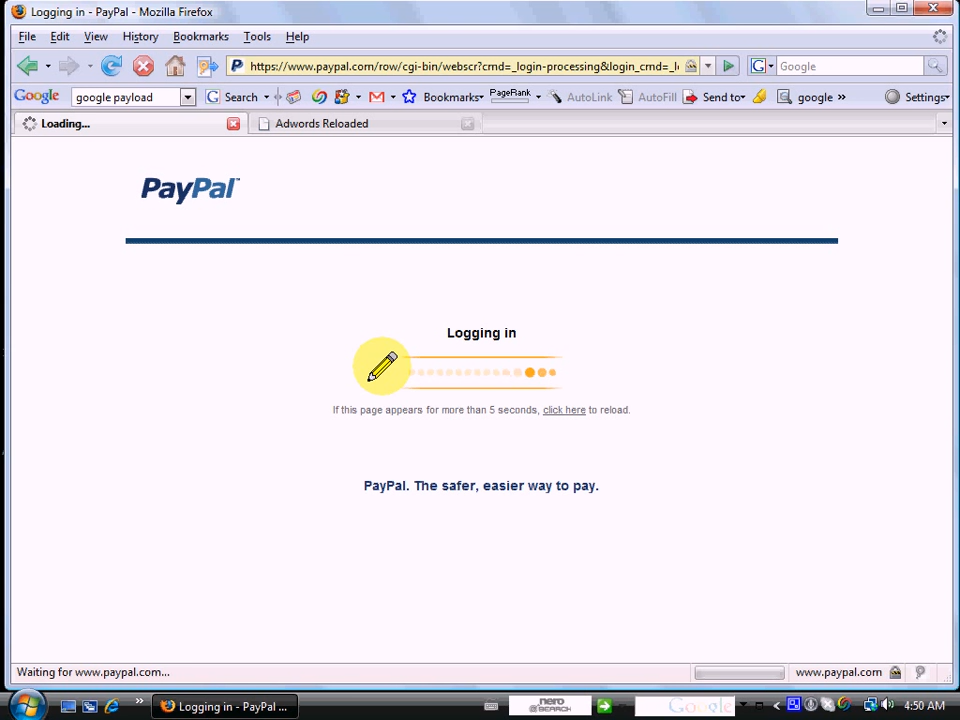 Logging in - PayPal - Mozilla Firefox
File Edit View History Bookmarks Tools Help
https://www.paypal.com/row/cgi-bin/webscr?cmd=_login-processing&login_cmd=_l
Google
Google google payload Search Bookmarks PageRank AutoLink AutoFill Send to google » Settings
Loading... Adwords Reloaded
PayPal™
Logging in
If this page appears for more than 5 seconds, click here to reload.
PayPal. The safer, easier way to pay.
Waiting for www.paypal.com... www.paypal.com
» Logging in - PayPal ... nero SEARCH Google 4:50 AM